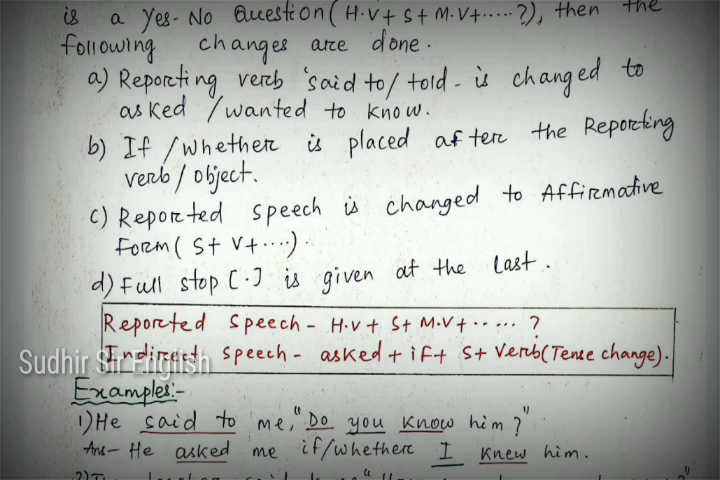 is a Yes-No Question (H.V+ S+ M.V+.....?), then the
following changes are done.
a) Reporting verb 'said to/ told - is changed to
asked /wanted to know.
b) If /whether is placed after the Reporting
verb/ object.
c) Reported speech is changed to Affirmative
Form ( S+ V+....).
d) Full stop [.] is given at the last.
Reported speech - H.V+ S+ M.V+...... ?
Indirect speech - asked + if+ S+ Verb(Tense change).
Sudhir Sir English
Examples:-
1) He said to me, "Do you know him?"
Ans- He asked me if/whether I knew him.